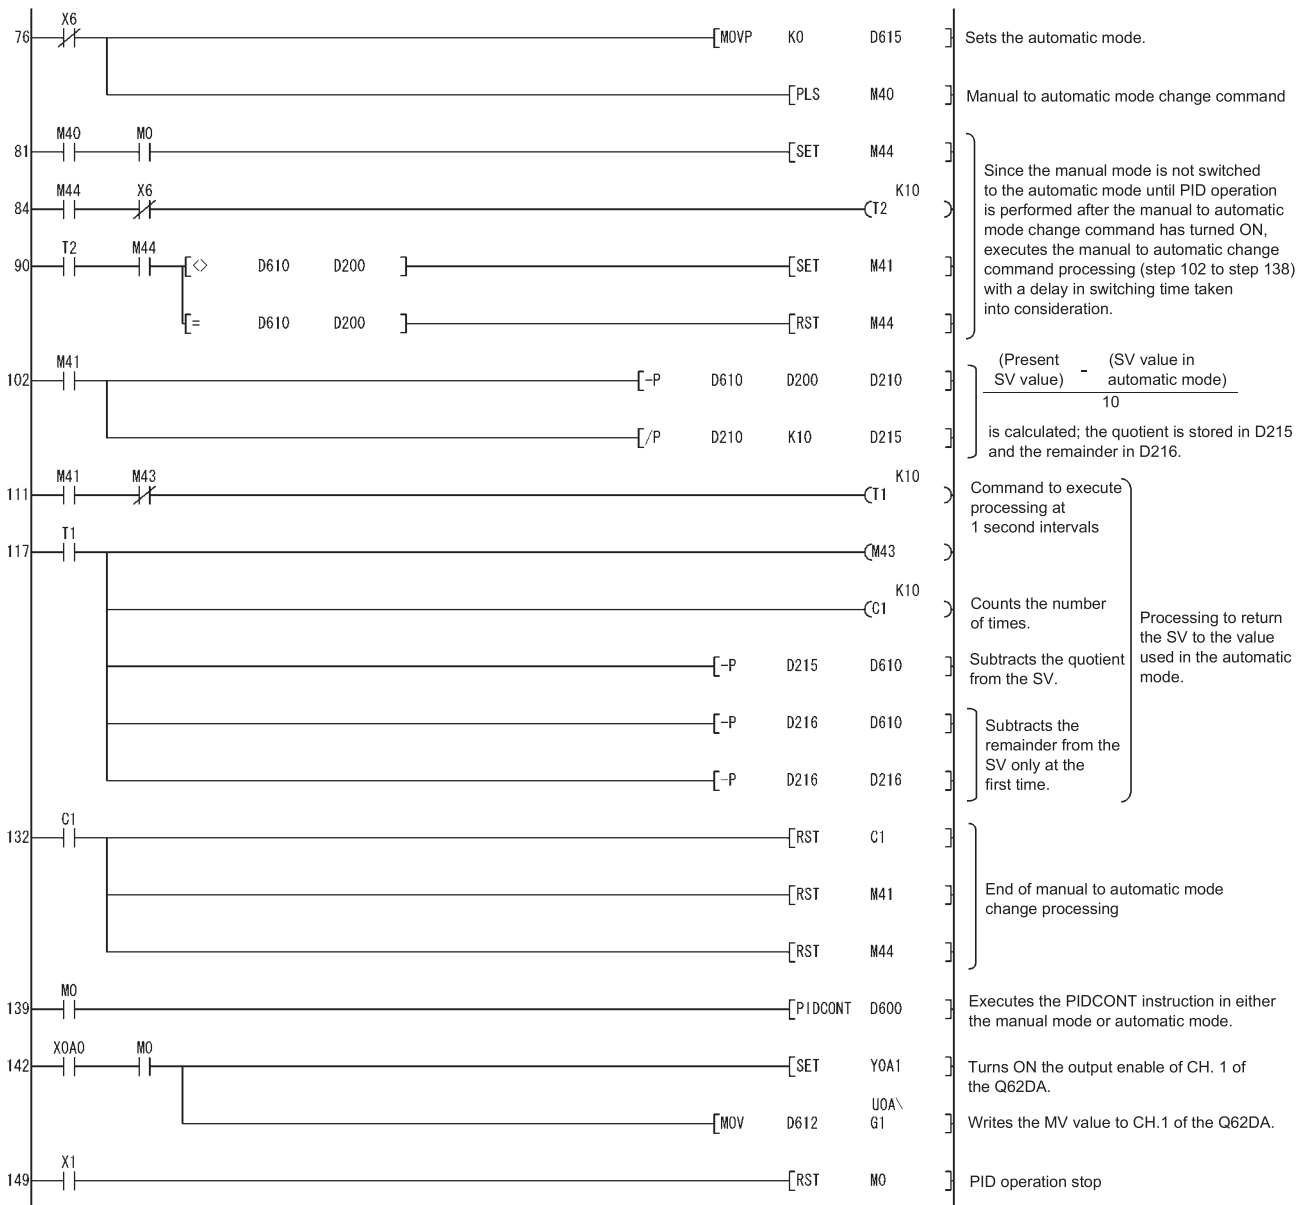 X6
76 MOVP K0 D615 Sets the automatic mode.
PLS M40 Manual to automatic mode change command
M40 M0
81 SET M44
Since the manual mode is not switched
to the automatic mode until PID operation
is performed after the manual to automatic
mode change command has turned ON,
executes the manual to automatic change
command processing (step 102 to step 138)
with a delay in switching time taken
into consideration.
M44 X6 K10
84 T2
T2 M44
90 <> D610 D200 SET M41
= D610 D200 RST M44
M41
102 -P D610 D200 D210
/P D210 K10 D215
(Present SV value) - (SV value in automatic mode)
10
is calculated; the quotient is stored in D215
and the remainder in D216.
M41 M43 K10
111 T1
Command to execute
processing at
1 second intervals
T1
117 M43
K10
C1
Counts the number
of times.
-P D215 D610
Subtracts the quotient
from the SV.
-P D216 D610
-P D216 D216
Subtracts the
remainder from the
SV only at the
first time.
Processing to return
the SV to the value
used in the automatic
mode.
C1
132 RST C1
RST M41
RST M44
End of manual to automatic mode
change processing
M0
139 PIDCONT D600
Executes the PIDCONT instruction in either
the manual mode or automatic mode.
X0A0 M0
142 SET Y0A1
Turns ON the output enable of CH. 1 of
the Q62DA.
U0A\
MOV D612 G1 Writes the MV value to CH.1 of the Q62DA.
X1
149 RST M0 PID operation stop